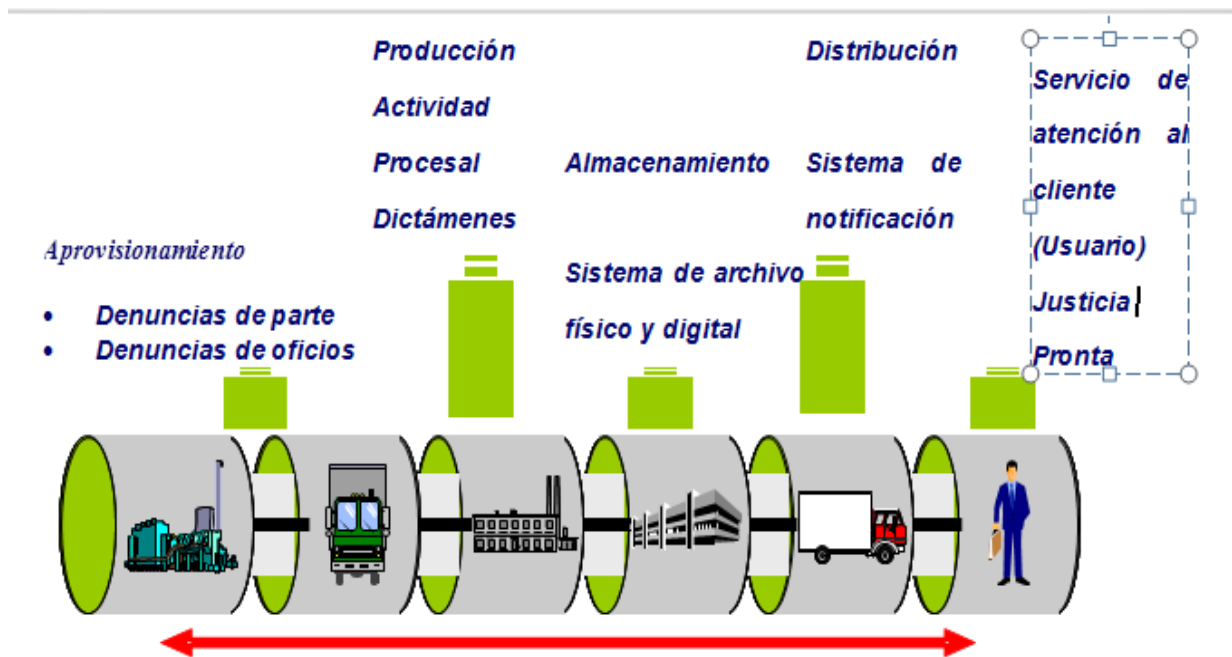 Aprovisionamiento
• Denuncias de parte
• Denuncias de oficios
Producción
Actividad
Procesal
Dictámenes
Almacenamiento
Sistema de archivo
físico y digital
Distribución
Sistema de
notificación
Servicio de
atención al
cliente
(Usuario)
Justicia
Pronta